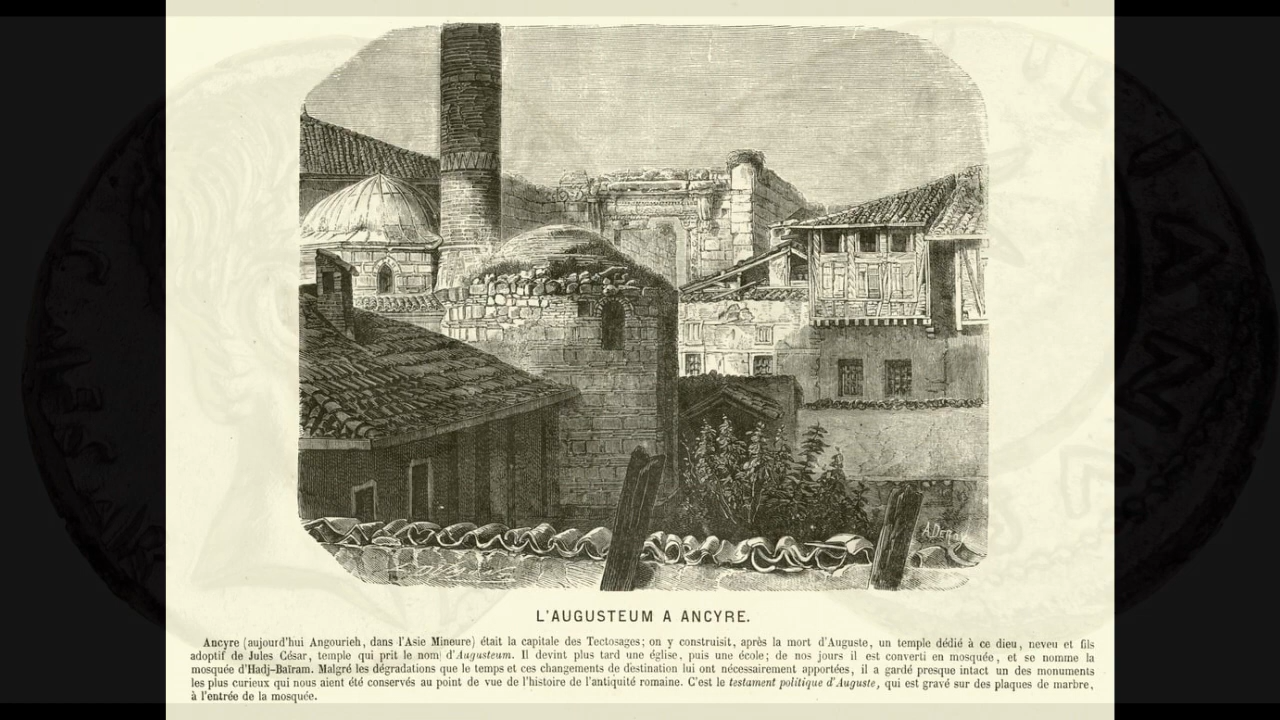 L'AUGUSTEUM A ANCYRE.
Ancyre (aujourd'hui Angourieh, dans l'Asie Mineure) était la capitale des Tectosages; on y construisit, après la mort d'Auguste, un temple dédié à ce dieu, neveu et fils
adoptif de Jules César, temple qui prit le nom d'Augusteum. Il devint plus tard une église, puis une école; de nos jours il est converti en mosquée, et se nomme la
mosquée d'Hadj-Baïram. Malgré les dégradations que le temps et ces changements de destination lui ont nécessairement apportées, il a gardé presque intact un des monuments
les plus curieux qui nous aient été conservés au point de vue de l'histoire de l'antiquité romaine. C'est le testament politique d'Auguste, qui est gravé sur des plaques de marbre,
à l'entrée de la mosquée.